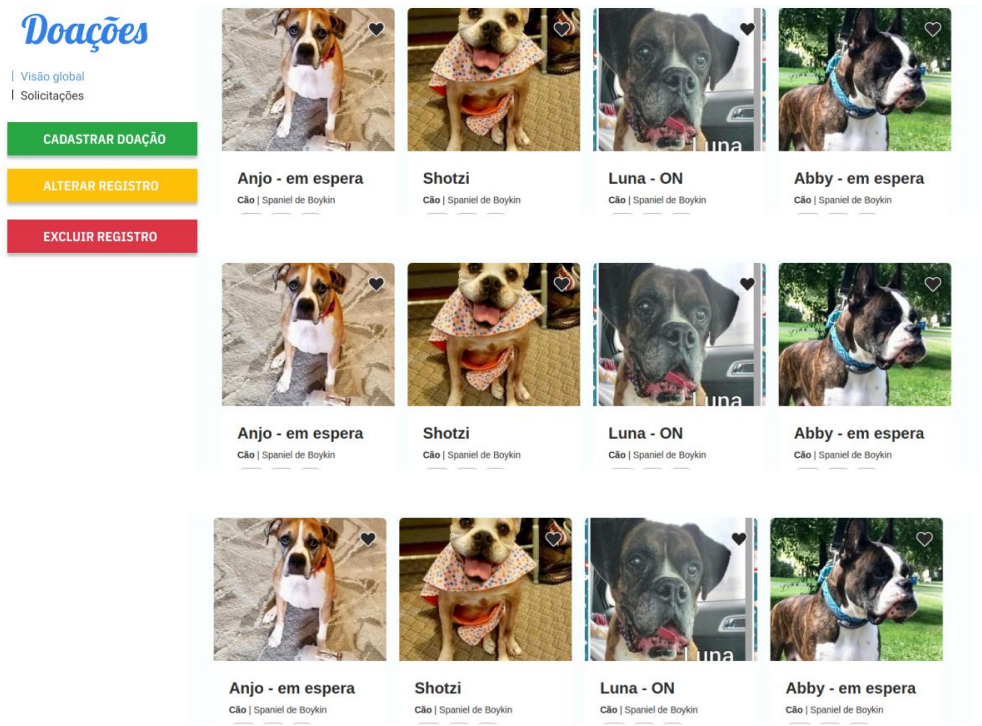 Doações
Visão global
Solicitações
CADASTRAR DOAÇÃO
ALTERAR REGISTRO
EXCLUIR REGISTRO
Luna
Anjo - em espera
Cão | Spaniel de Boykin
Shotzi
Cão | Spaniel de Boykin
Luna - ON
Cão | Spaniel de Boykin
Abby - em espera
Cão | Spaniel de Boykin
Luna
Anjo - em espera
Cão | Spaniel de Boykin
Shotzi
Cão | Spaniel de Boykin
Luna - ON
Cão | Spaniel de Boykin
Abby - em espera
Cão | Spaniel de Boykin
Luna
Anjo - em espera
Cão | Spaniel de Boykin
Shotzi
Cão | Spaniel de Boykin
Luna - ON
Cão | Spaniel de Boykin
Abby - em espera
Cão | Spaniel de Boykin